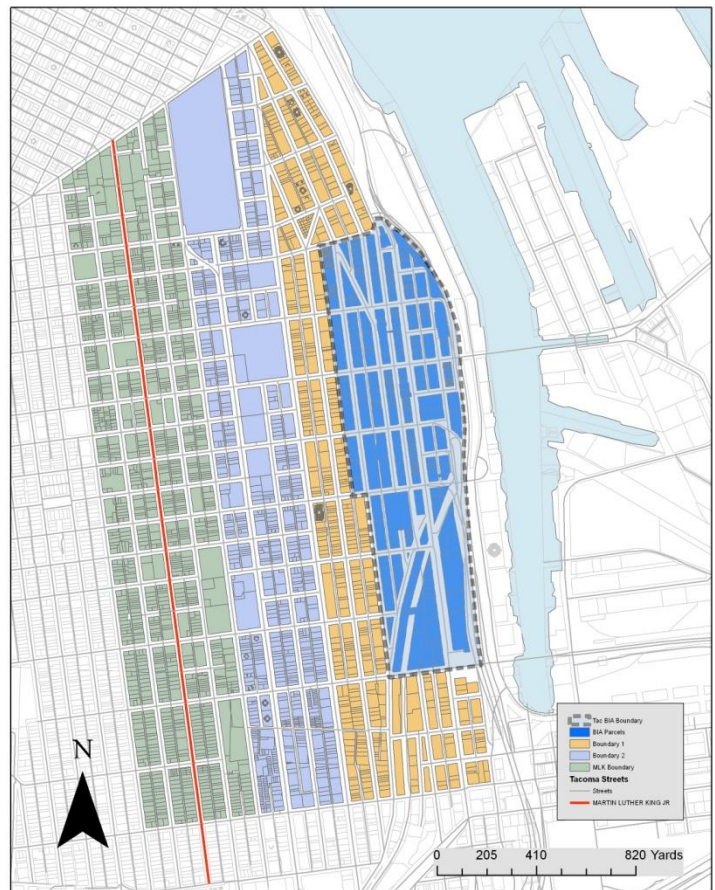 N
Tac BIA Boundary
BIA Parcels
Boundary 1
Boundary 2
MLK Boundary
Tacoma Streets
Streets
MARTIN LUTHER KING JR
0 205 410 820 Yards